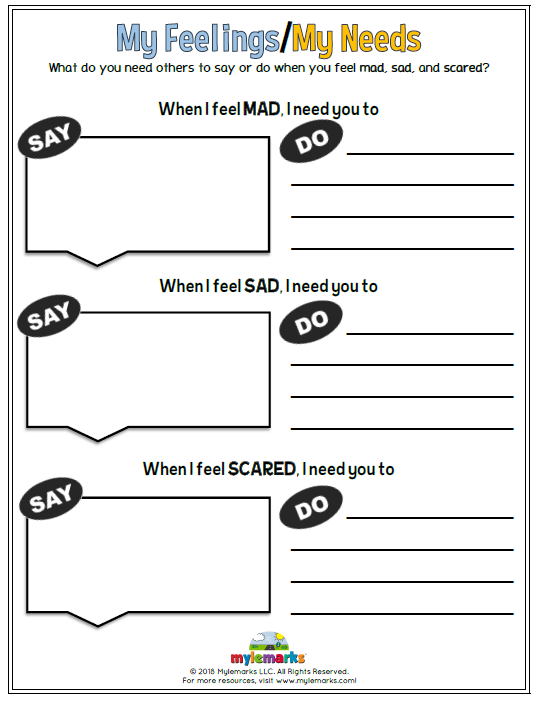 My Feelings/My Needs
What do you need others to say or do when you feel mad, sad, and scared?
When I feel MAD, I need you to
SAY
DO
When I feel SAD, I need you to
SAY
DO
When I feel SCARED, I need you to
SAY
DO
mylemarks
© 2018 Mylemarks LLC. All Rights Reserved.
For more resources, visit www.mylemarks.com!